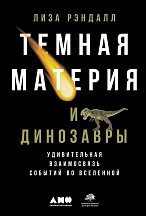 ЛИЗА РЭНДАЛЛ
ТЕМНАЯ
МАТЕРИЯ
И
ДИНОЗАВРЫ
УДИВИТЕЛЬНАЯ
ВЗАИМОСВЯЗЬ
СОБЫТИЙ ВО ВСЕЛЕННОЙ